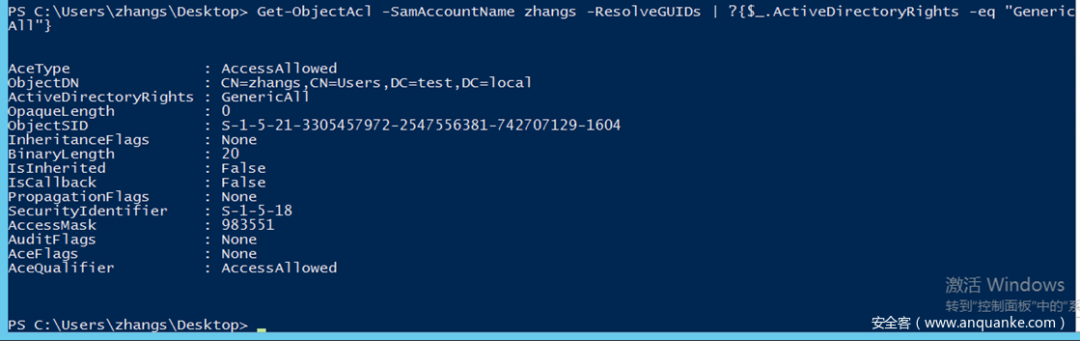 PS C:\Users\zhangs\Desktop> Get-ObjectAcl -SamAccountName zhangs -ResolveGUIDs | ?{$_.ActiveDirectoryRights -eq "Generic
All"}
AceType : AccessAllowed
ObjectDN : CN=zhangs,CN=Users,DC=test,DC=local
ActiveDirectoryRights : GenericAll
OpaqueLength : 0
ObjectSID : S-1-5-21-3305457972-2547556381-742707129-1604
InheritanceFlags : None
BinaryLength : 20
IsInherited : False
IsCallback : False
PropagationFlags : None
SecurityIdentifier : S-1-5-18
AccessMask : 983551
AuditFlags : None
AceFlags : None
AceQualifier : AccessAllowed
激活 Windows
转到"控制面板"中的"系
PS C:\Users\zhangs\Desktop>
安全客（www.anquanke.com）